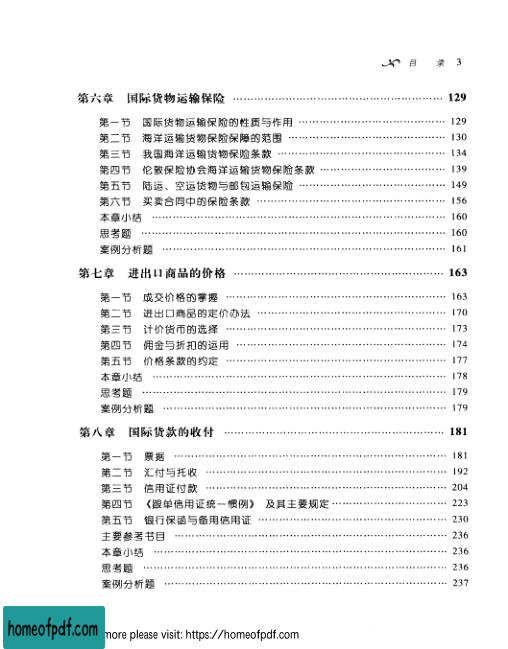 目 录 3
第六章 国际货物运输保险 …… 129
第一节 国际货物运输保险的性质与作用 …… 129
第二节 海洋运输货物保险保障的范围 …… 130
第三节 我国海洋运输货物保险条款 …… 134
第四节 伦敦保险协会海洋运输货物保险条款 …… 139
第五节 陆运、空运货物与邮包运输保险 …… 149
第六节 买卖合同中的保险条款 …… 156
本章小结 …… 160
思考题 …… 160
案例分析题 …… 161
第七章 进出口商品的价格 …… 163
第一节 成交价格的掌握 …… 163
第二节 进出口商品的定价办法 …… 170
第三节 计价货币的选择 …… 173
第四节 佣金与折扣的运用 …… 174
第五节 价格条款的约定 …… 177
本章小结 …… 178
思考题 …… 179
案例分析题 …… 179
第八章 国际货款的收付 …… 181
第一节 票据 …… 181
第二节 汇付与托收 …… 192
第三节 信用证付款 …… 204
第四节 《跟单信用证统一惯例》 及其主要规定 …… 223
第五节 银行保函与备用信用证 …… 230
主要参考书目 …… 236
本章小结 …… 236
思考题 …… 236
案例分析题 …… 237
homeofpdf.com more please visit: https://homeofpdf.com